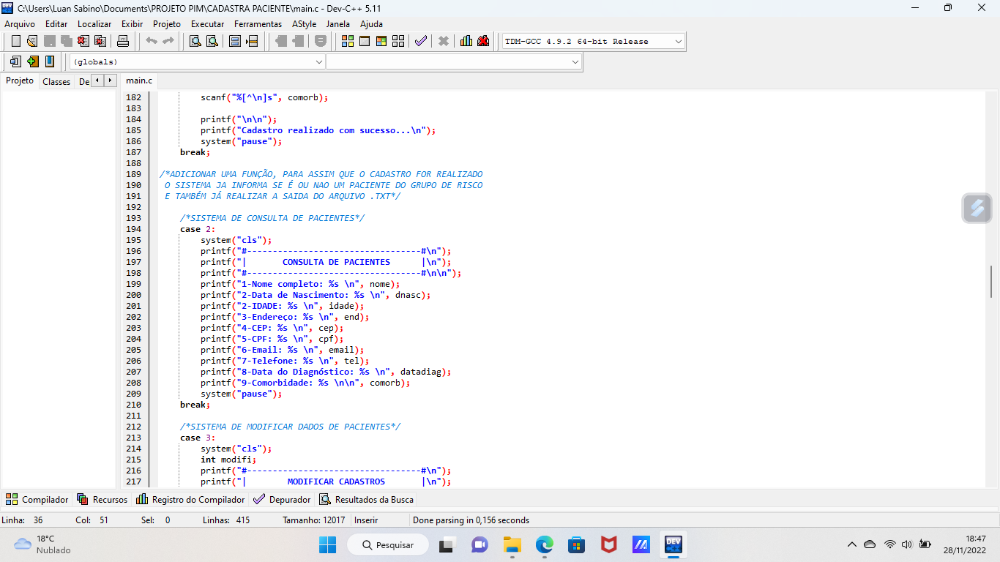 C:\Users\Luan Sabino\Documents\PROJETO PIM\CADASTRA PACIENTE\main.c - Dev-C++ 5.11
Arquivo Editar Localizar Exibir Projeto Executar Ferramentas AStyle Janela Ajuda
TDM-GCC 4.9.2 64-bit Release
(globals)
Projeto Classes De main.c
182 scanf("%[^\n]s", comorb);
183
184 printf("\n\n");
185 printf("Cadastro realizado com sucesso...\n");
186 system("pause");
187 break;
188
189 /*ADICIONAR UMA FUNÇÃO, PARA ASSIM QUE O CADASTRO FOR REALIZADO
190 O SISTEMA JA INFORMA SE É OU NAO UM PACIENTE DO GRUPO DE RISCO
191 E TAMBÉM JÁ REALIZAR A SAIDA DO ARQUIVO .TXT*/
192
193 /*SISTEMA DE CONSULTA DE PACIENTES*/
194 case 2:
195 system("cls");
196 printf("#----------------------------------#\n");
197 printf("|       CONSULTA DE PACIENTES      |\n");
198 printf("#----------------------------------#\n\n");
199 printf("1-Nome completo: %s \n", nome);
200 printf("2-Data de Nascimento: %s \n", dnasc);
201 printf("2-IDADE: %s \n", idade);
202 printf("3-Endereço: %s \n", end);
203 printf("4-CEP: %s \n", cep);
204 printf("5-CPF: %s \n", cpf);
205 printf("6-Email: %s \n", email);
206 printf("7-Telefone: %s \n", tel);
207 printf("8-Data do Diagnóstico: %s \n", datadiag);
208 printf("9-Comorbidade: %s \n\n", comorb);
209 system("pause");
210 break;
211
212 /*SISTEMA DE MODIFICAR DADOS DE PACIENTES*/
213 case 3:
214 system("cls");
215 int modifi;
216 printf("#----------------------------------#\n");
217 printf("|        MODIFICAR CADASTROS       |\n");
Compilador Recursos Registro do Compilador Depurador Resultados da Busca
Linha: 36 Col: 51 Sel: 0 Linhas: 415 Tamanho: 12017 Inserir Done parsing in 0,156 seconds
18°C
Nublado
Pesquisar
DEV
18:47
28/11/2022